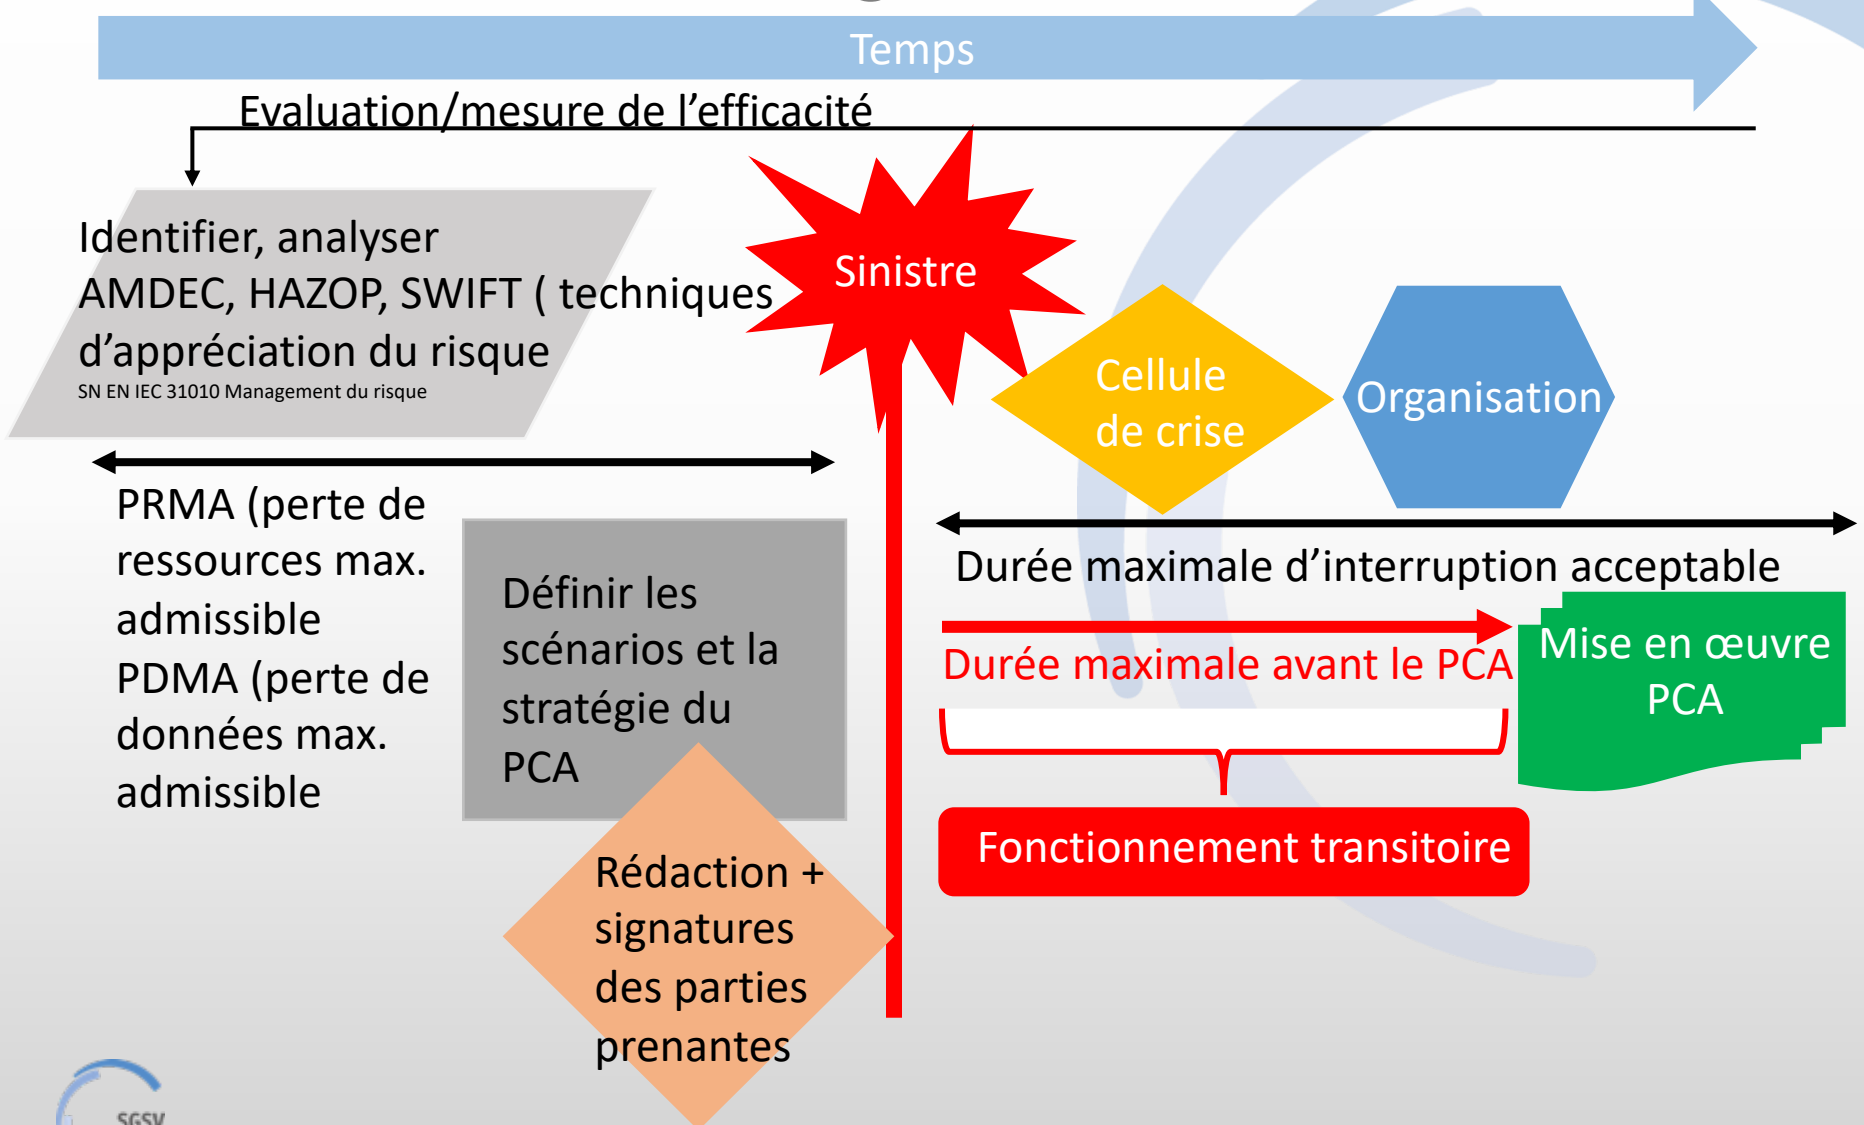 Temps
Evaluation/mesure de l’efficacité
Identifier, analyser
AMDEC, HAZOP, SWIFT ( techniques
d’appréciation du risque
SN EN IEC 31010 Management du risque
Sinistre
Cellule
de crise
Organisation
PRMA (perte de
ressources max.
admissible
PDMA (perte de
données max.
admissible
Définir les
scénarios et la
stratégie du
PCA
Rédaction +
signatures
des parties
prenantes
Durée maximale d’interruption acceptable
Durée maximale avant le PCA
Mise en œuvre
PCA
Fonctionnement transitoire
SGSV